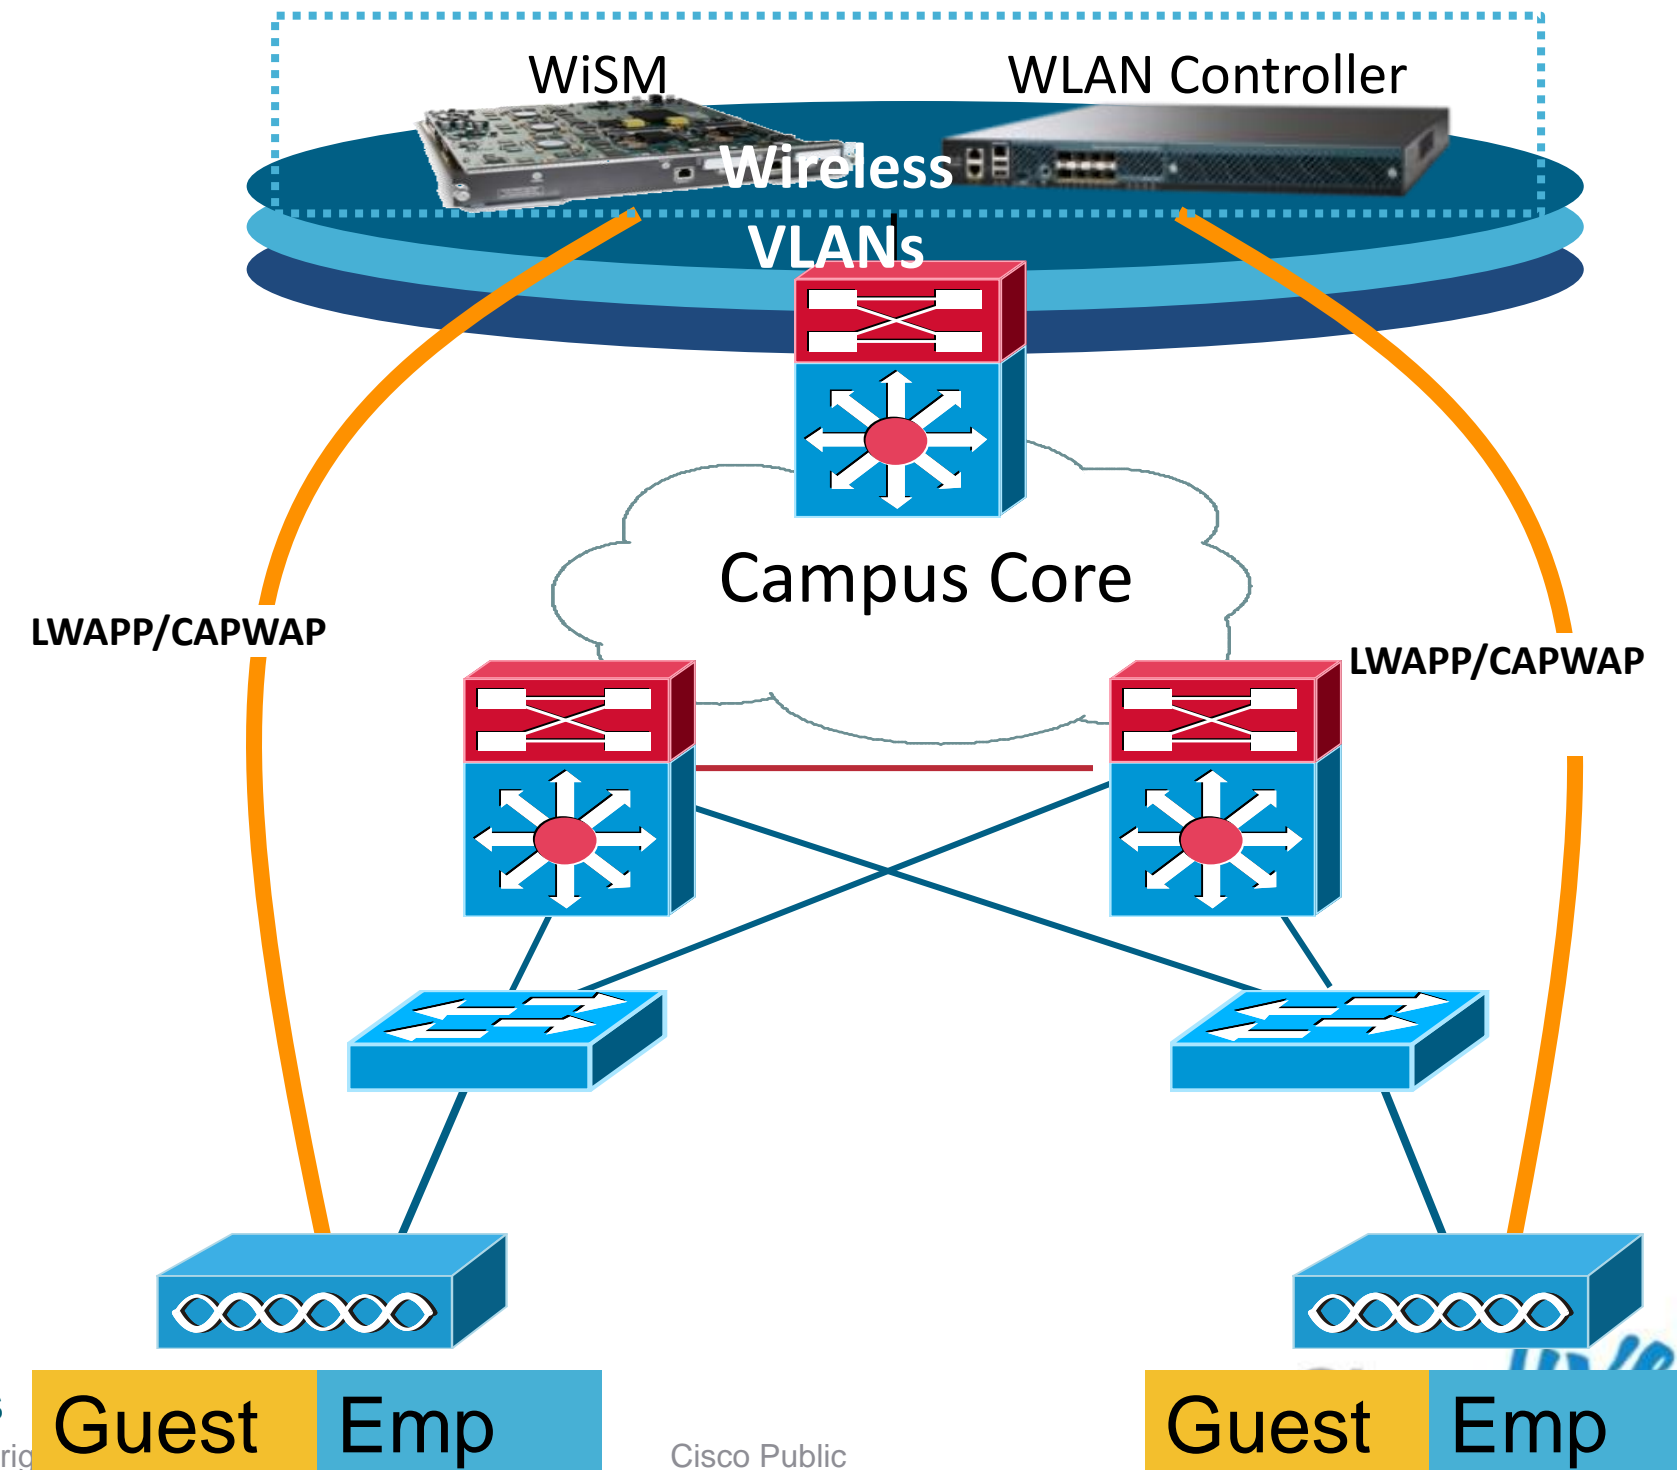 WiSM
WLAN Controller
Wireless
VLANs
Campus Core
LWAPP/CAPWAP
LWAPP/CAPWAP
Guest
Emp
Guest
Emp
Cisco Public